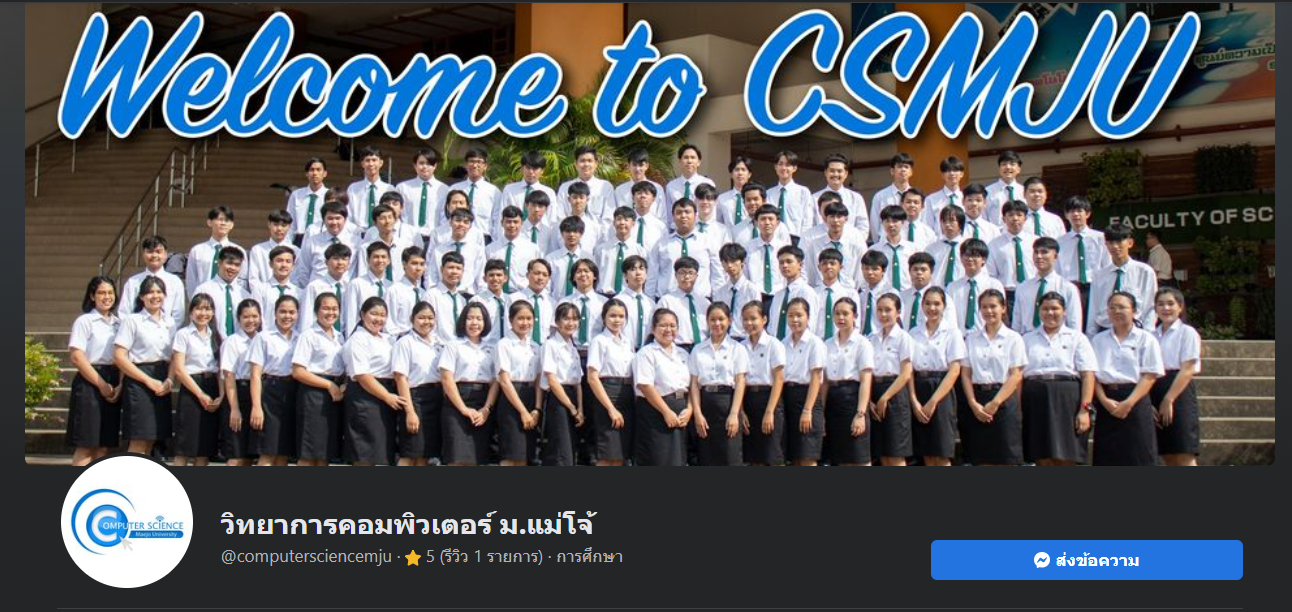 Welcome to CSMJU
FACULTY OF SC
COMPUTER SCIENCE
Maejo University
วิทยาการคอมพิวเตอร์ ม.แม่โจ้
@computersciencemju · 5 (รีวิว 1 รายการ) · การศึกษา
ส่งข้อความ